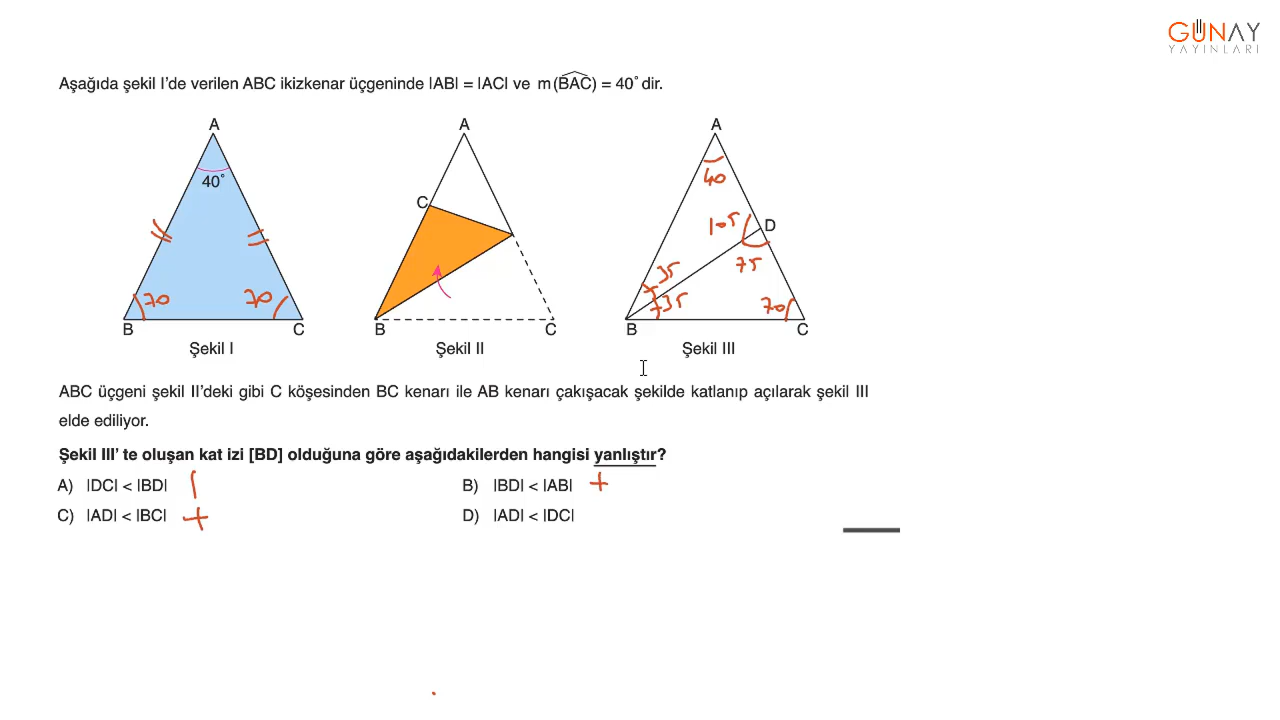 GÜNAY
YAYINLARI
Aşağıda şekil I'de verilen ABC ikizkenar üçgeninde |AB| = |AC| ve m(BAC) = 40° dir.
A
A
A
40°
40
C
105
D
35
75
70
70
35
70
B
C
B
C
B
C
Şekil I
Şekil II
Şekil III
ABC üçgeni şekil II'deki gibi C köşesinden BC kenarı ile AB kenarı çakışacak şekilde katlanıp açılarak şekil III
elde ediliyor.
Şekil III' te oluşan kat izi [BD] olduğuna göre aşağıdakilerden hangisi yanlıştır?
A) |DC| < |BD|
B) |BD| < |AB| +
C) |AD| < |BC| +
D) |AD| < |DC|